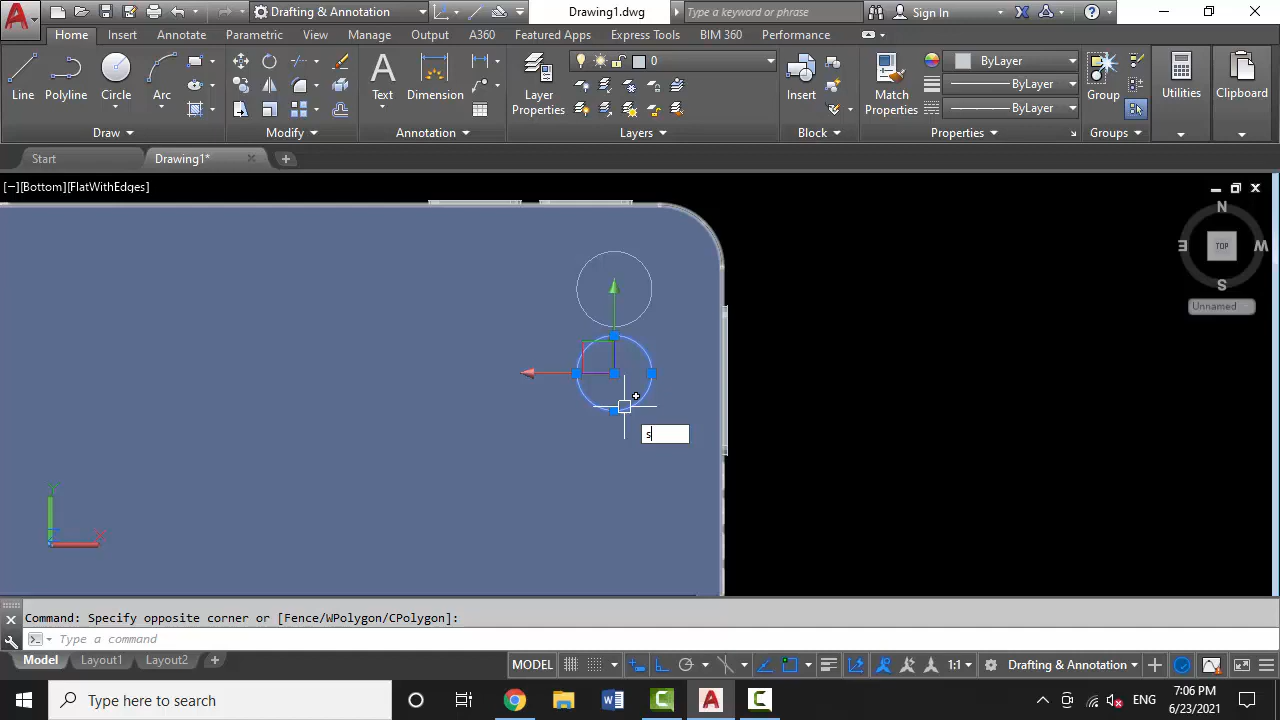 Drafting & Annotation
Drawing1.dwg
Type a keyword or phrase
Sign In
Home Insert Annotate Parametric View Manage Output A360 Featured Apps Express Tools BIM 360 Performance
Line Polyline Circle Arc
Text Dimension
Layer Properties
0
Insert
Match Properties
ByLayer
ByLayer
ByLayer
Group
Utilities
Clipboard
Draw Modify Annotation Layers Block Properties Groups
Start Drawing1*
[−][Bottom][FlatWithEdges]
N
E TOP W
S
Unnamed
s
Y
X
Command: Specify opposite corner or [Fence/WPolygon/CPolygon]:
Type a command
Model Layout1 Layout2
MODEL 1:1 Drafting & Annotation
Type here to search
ENG
7:06 PM
6/23/2021